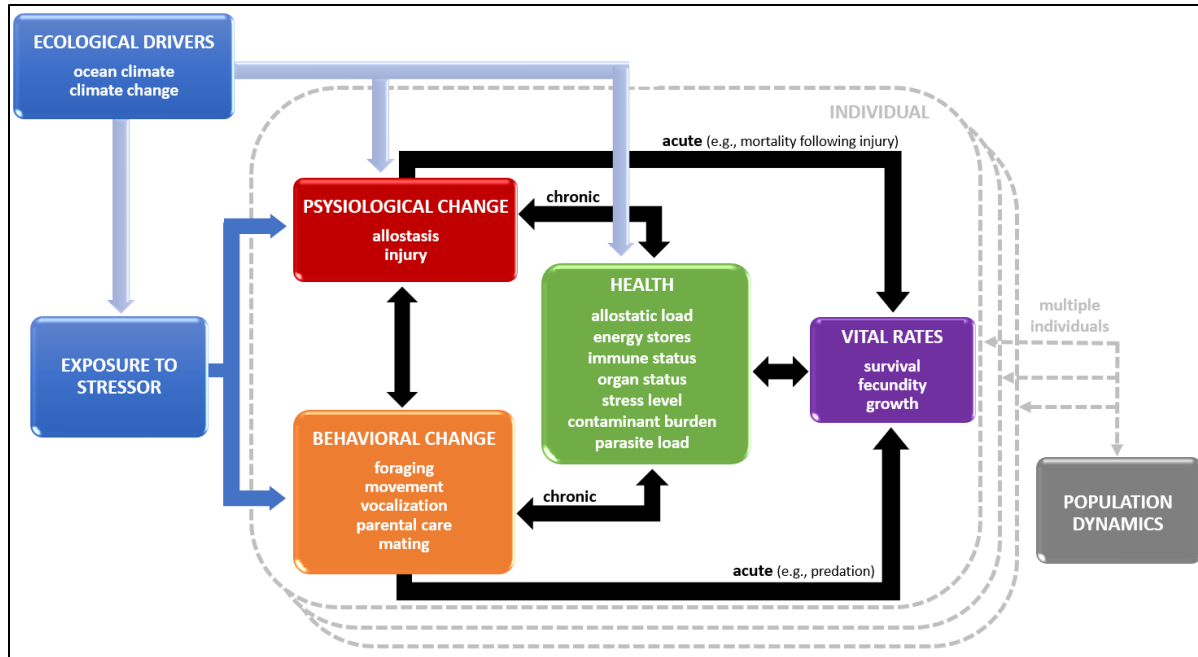 ECOLOGICAL DRIVERS
ocean climate
climate change
INDIVIDUAL
acute (e.g., mortality following injury)
PSYSIOLOGICAL CHANGE
allostasis
injury
chronic
HEALTH
allostatic load
energy stores
immune status
organ status
stress level
contaminant burden
parasite load
multiple
individuals
EXPOSURE TO
STRESSOR
VITAL RATES
survival
fecundity
growth
BEHAVIORAL CHANGE
foraging
movement
vocalization
parental care
mating
chronic
POPULATION
DYNAMICS
acute (e.g., predation)